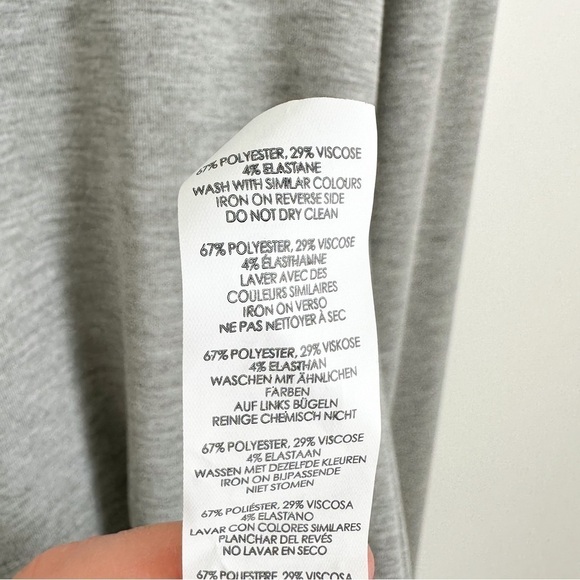 67% POLYESTER, 29% VISCOSE
4% ELASTANE
WASH WITH SIMILAR COLOURS
IRON ON REVERSE SIDE
DO NOT DRY CLEAN
67% POLYESTER, 29% VISCOSE
4% ÉLASTHANNE
LAVER AVEC DES
COULEURS SIMILAIRES
IRON ON VERSO
NE PAS NETTOYER À SEC
67% POLYESTER, 29% VISKOSE
4% ELASTHAN
WASCHEN MIT ÄHNLICHEN
FARBEN
AUF LINKS BÜGELN
REINIGE CHEMISCH NICHT
67% POLYESTER, 29% VISCOSE
4% ELASTAAN
WASSEN MET DEZELFDE KLEUREN
IRON ON BIJPASSENDE
NIET STOMEN
67% POLIÉSTER, 29% VISCOSA
4% ELASTANO
LAVAR CON COLORES SIMILARES
PLANCHAR DEL REVÉS
NO LAVAR EN SECO
67% POLIESTERE, 29% VISCOSA